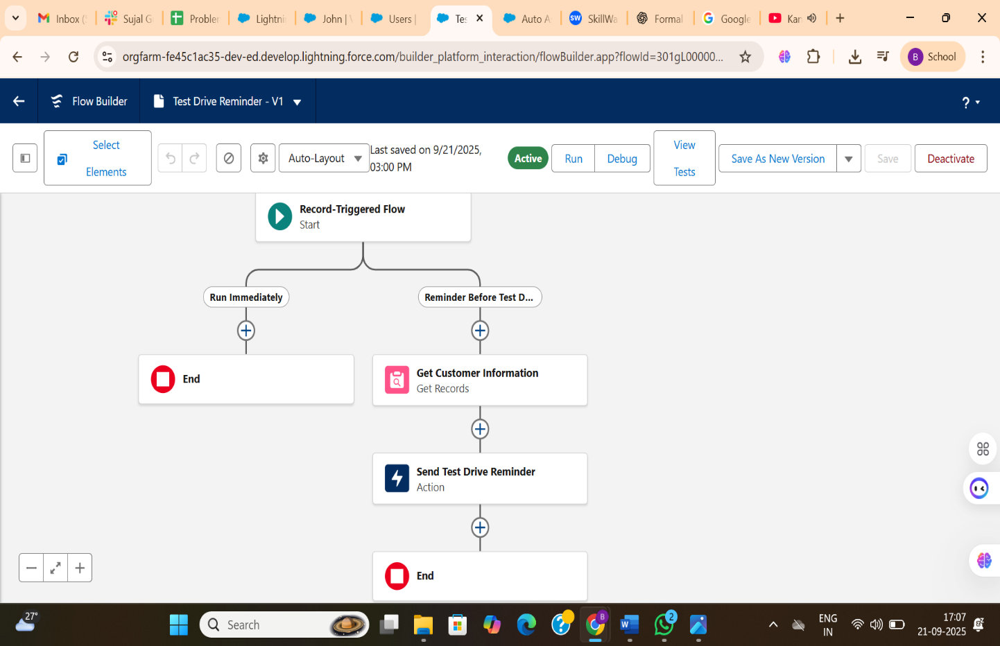 Inbox (
Sujal G
Probler
Lightni
John |
Users |
Tes
Auto A
SW
SkillWa
Formal
Google
Kan
orgfarm-fe45c1ac35-dev-ed.develop.lightning.force.com/builder_platform_interaction/flowBuilder.app?flowId=301gL00000...
B
School
Flow Builder
Test Drive Reminder - V1
?
Select
Elements
Auto-Layout
Last saved on 9/21/2025,
03:00 PM
Active
Run
Debug
View
Tests
Save As New Version
Save
Deactivate
Record-Triggered Flow
Start
Run Immediately
Reminder Before Test D...
End
Get Customer Information
Get Records
Send Test Drive Reminder
Action
End
27°
Search
B
W
2
ENG
IN
17:07
21-09-2025